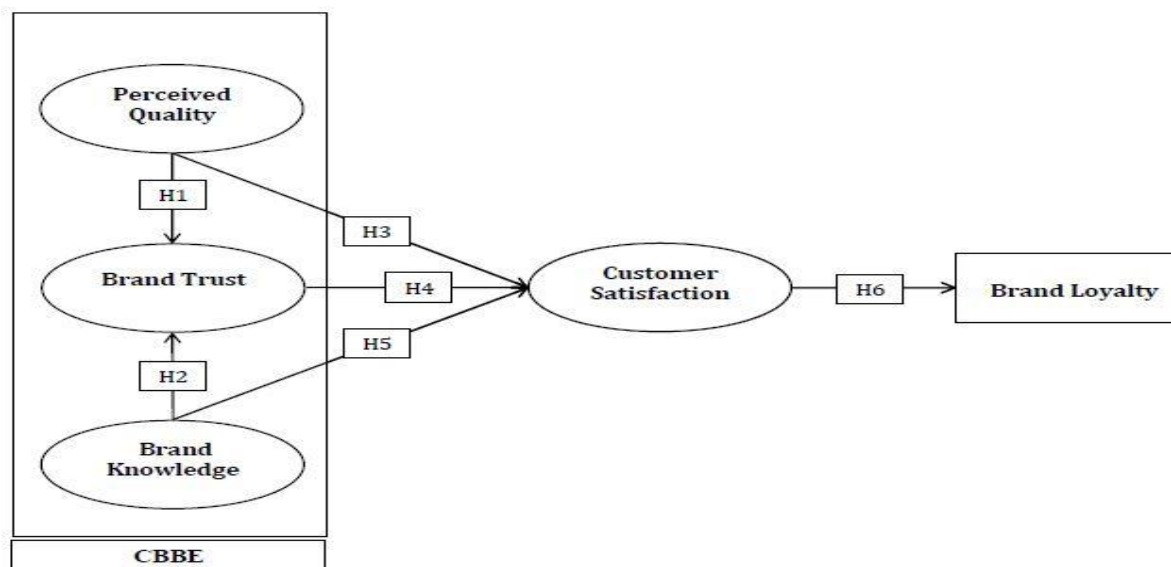 Perceived
Quality
H1
H3
Brand Trust
H4
Customer
Satisfaction
H6
Brand Loyalty
H5
H2
Brand
Knowledge
CBBE